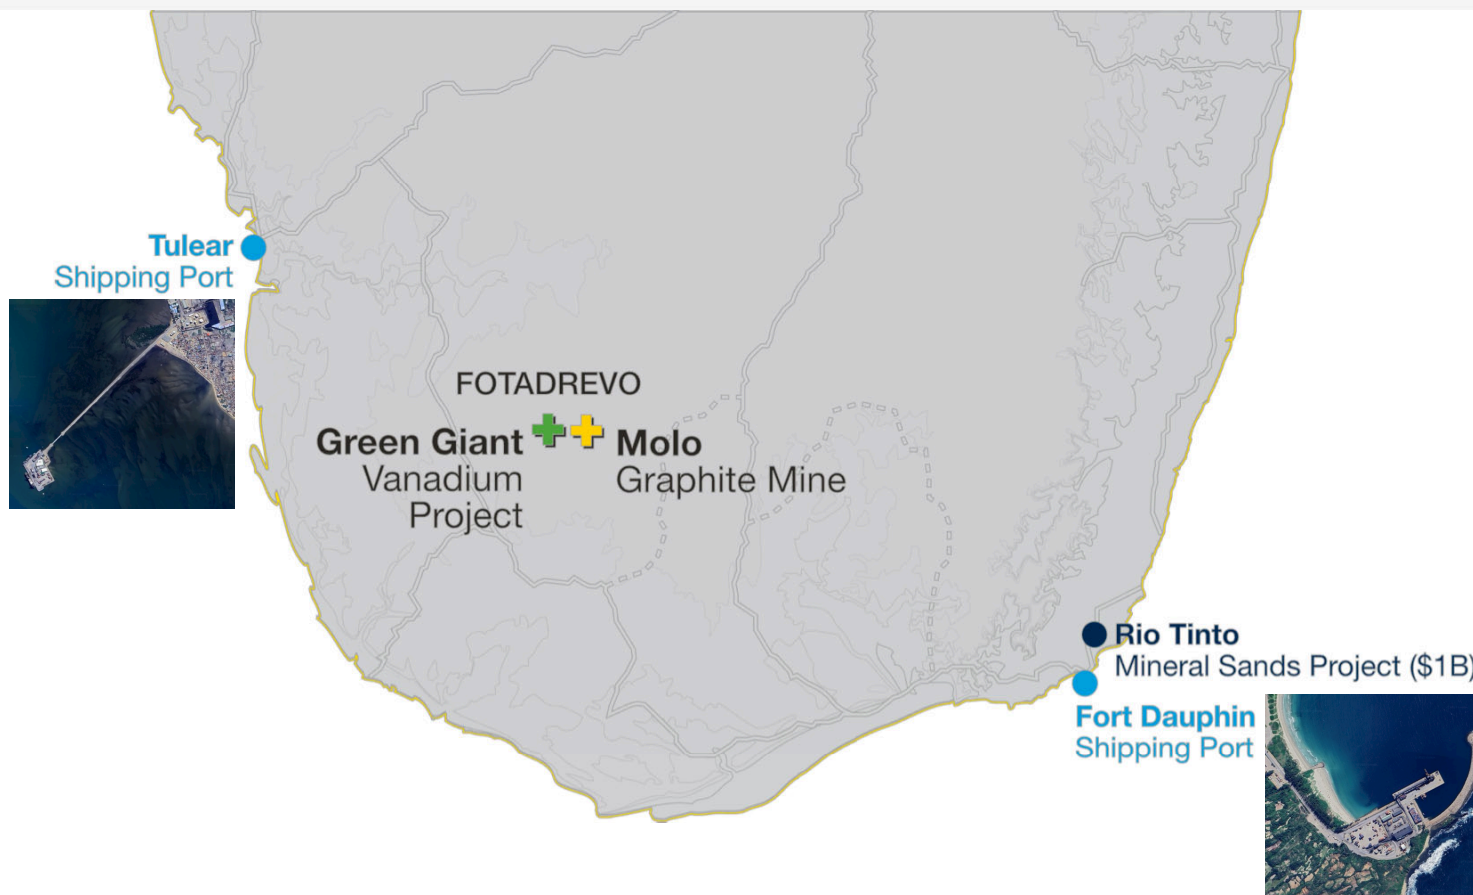 Tulear
Shipping Port
FOTADREVO
Green Giant
Vanadium
Project
Molo
Graphite Mine
Rio Tinto
Mineral Sands Project ($1B)
Fort Dauphin
Shipping Port